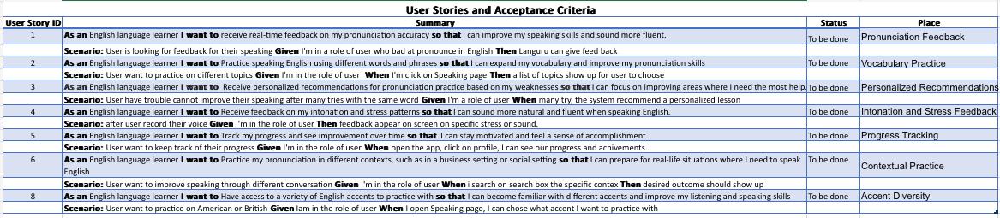 User Stories and Acceptance Criteria
User Story ID Summary Status Place
1 As an English language learner I want to receive real-time feedback on my pronunciation accuracy so that I can improve my speaking skills and sound more fluent. To be done Pronunciation Feedback
Scenario: User is looking for feedback for their speaking Given I'm in a role of user who bad at pronounce in English Then Languru can give feed back
2 As an English language learner I want to Practice speaking English using different words and phrases so that I can expand my vocabulary and improve my pronunciation skills To be done Vocabulary Practice
Scenario: User want to practice on different topics Given I'm in the role of user When I'm click on Speaking page Then a list of topics show up for user to choose
3 As an English language learner I want to Receive personalized recommendations for pronunciation practice based on my weaknesses so that I can focus on improving areas where I need the most help. To be done Personalized Recommendations
Scenario: User have trouble cannot improve their speaking after many tries with the same word Given I'm a role of user When many try, the system recommend a personalized lesson
4 As an English language learner I want to Receive feedback on my intonation and stress patterns so that I can sound more natural and fluent when speaking English. To be done Intonation and Stress Feedback
Scenario: after user record their voice Given I'm in the role of user Then feedback appear on screen on specific stress or sound.
5 As an English language learner I want to Track my progress and see improvement over time so that I can stay motivated and feel a sense of accomplishment. To be done Progress Tracking
Scenario: User want to keep track of their progress Given I'm in the role of user When open the app, click on profile, I can see our progress and achivements.
6 As an English language learner I want to Practice my pronunciation in different contexts, such as in a business setting or social setting so that I can prepare for real-life situations where I need to speak To be done Contextual Practice
English
Scenario: User want to improve speaking through different conversation Given I'm in the role of user When i search on search box the specific contex Then desired outcome should show up
8 As an English language learner I want to Have access to a variety of English accents to practice with so that I can become familiar with different accents and improve my listening and speaking skills To be done Accent Diversity
Scenario: User want to practice on American or British Given Iam in the role of user When I open Speaking page, I can chose what accent I want to practice with